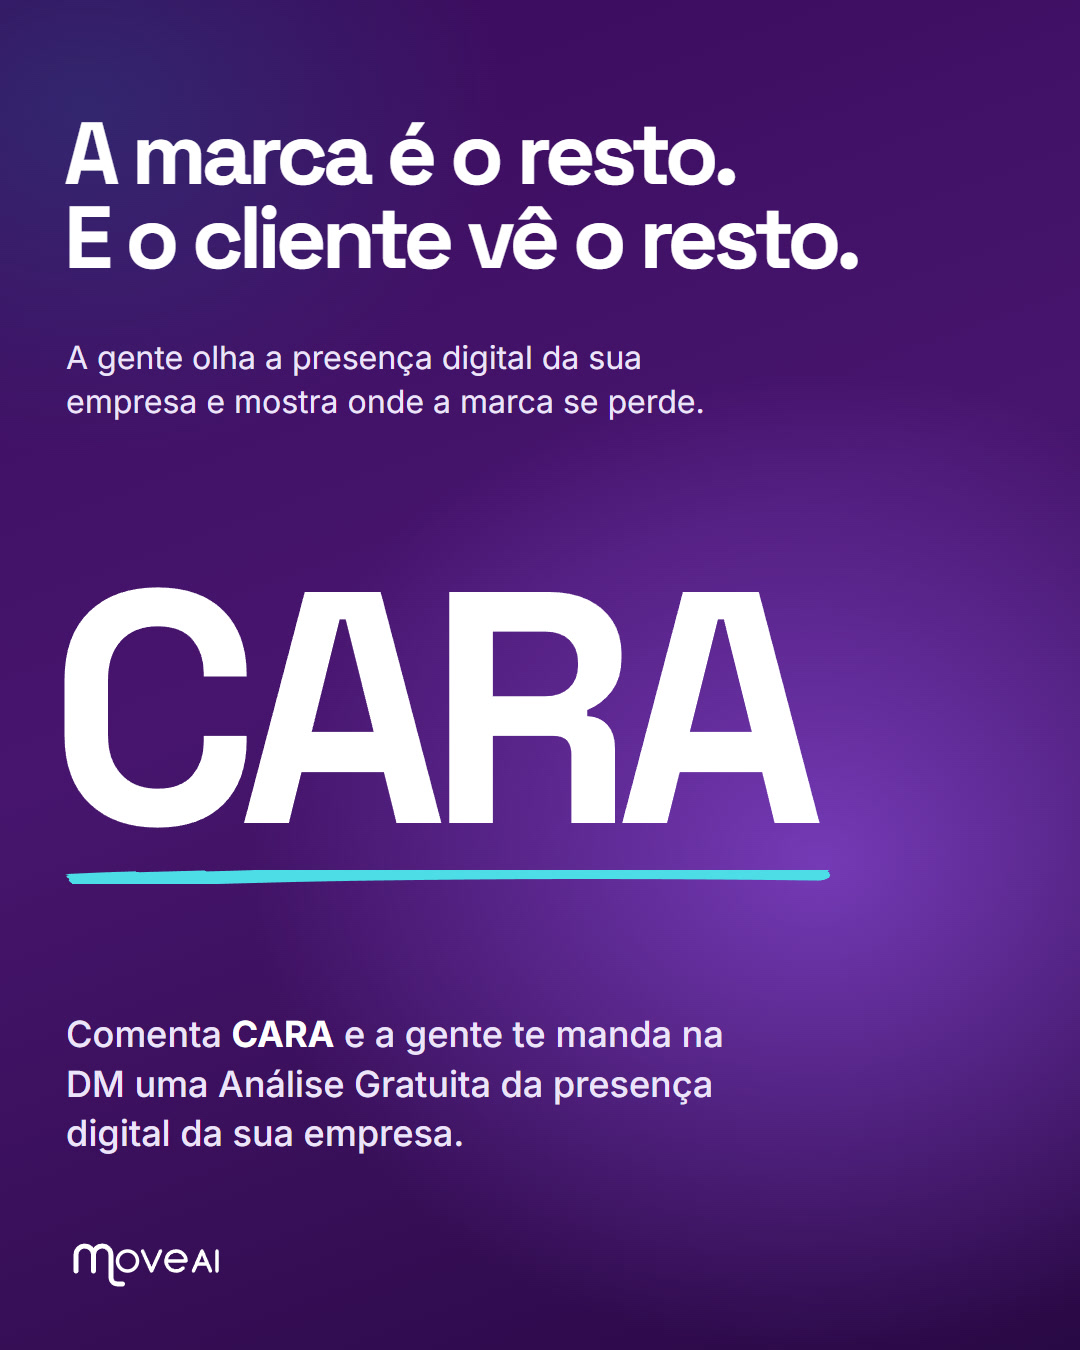 A marca é o resto.
E o cliente vê o resto.
A gente olha a presença digital da sua
empresa e mostra onde a marca se perde.
CARA
Comenta CARA e a gente te manda na
DM uma Análise Gratuita da presença
digital da sua empresa.
moveAI